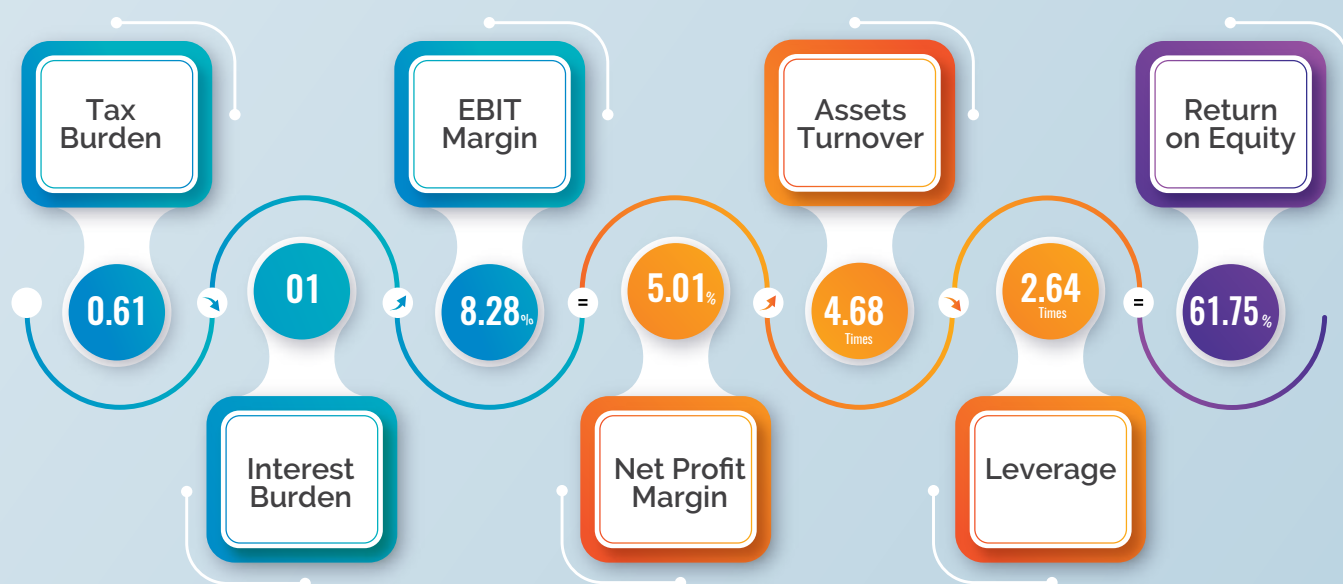 Tax
Burden
0.61
01
Interest
Burden
EBIT
Margin
8.28%
=
5.01%
Net Profit
Margin
Assets
Turnover
4.68
Times
2.64
Times
Leverage
=
Return
on Equity
61.75%